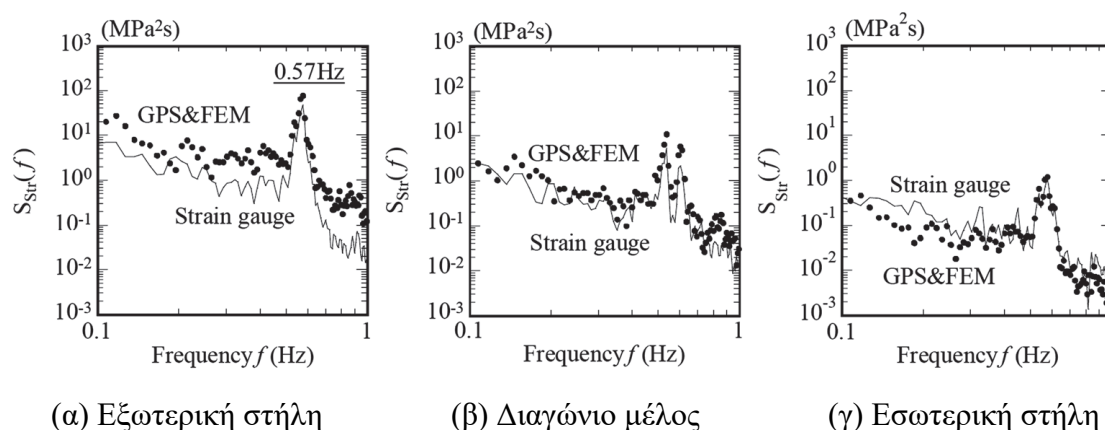 (MPa²s)
10³
10²
10¹
10⁰
10⁻¹
10⁻²
10⁻³
S_Str(f)
0.57Hz
GPS&FEM
Strain gauge
0.1
1
Frequency f (Hz)
(α) Εξωτερική στήλη
(MPa²s)
10³
10²
10¹
10⁰
10⁻¹
10⁻²
10⁻³
S_Str(f)
GPS&FEM
Strain gauge
0.1
1
Frequency f (Hz)
(β) Διαγώνιο μέλος
(MPa²s)
10³
10²
10¹
10⁰
10⁻¹
10⁻²
10⁻³
S_Str(f)
Strain gauge
GPS&FEM
0.1
1
Frequency f (Hz)
(γ) Εσωτερική στήλη